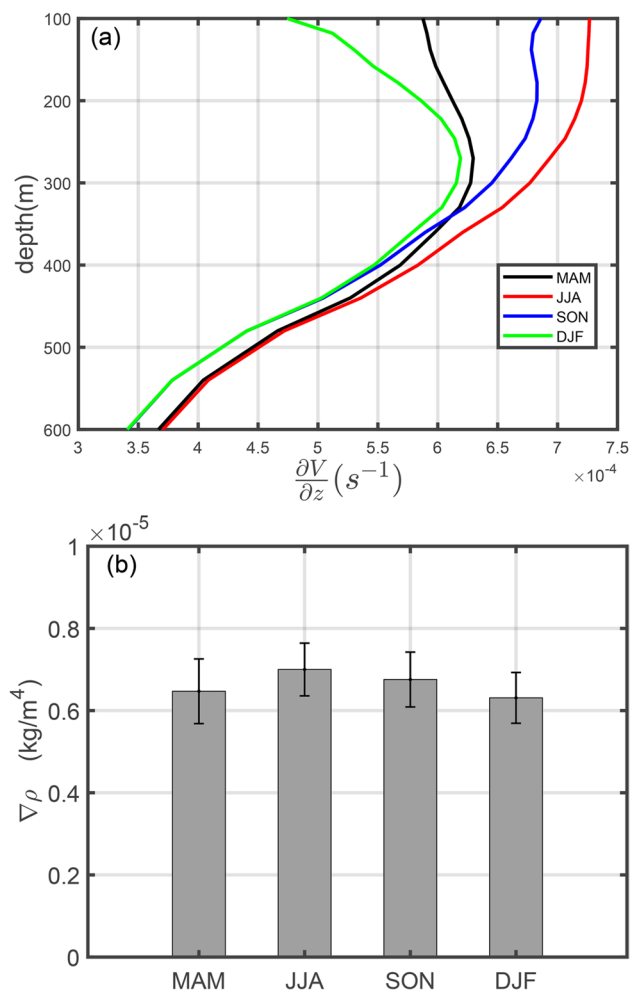 (a)
100
200
300
400
500
600
depth(m)
MAM
JJA
SON
DJF
3 3.5 4 4.5 5 5.5 6 6.5 7 7.5
×10⁻⁴
∂V/∂z (s⁻¹)
×10⁻⁵
(b)
1
0.8
0.6
0.4
0.2
0
∇ρ (kg/m⁴)
MAM JJA SON DJF